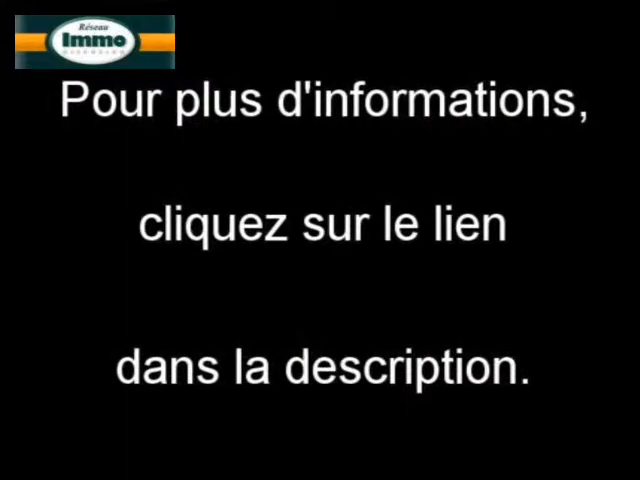 Réseau
Immo
Pour plus d'informations,
cliquez sur le lien
dans la description.